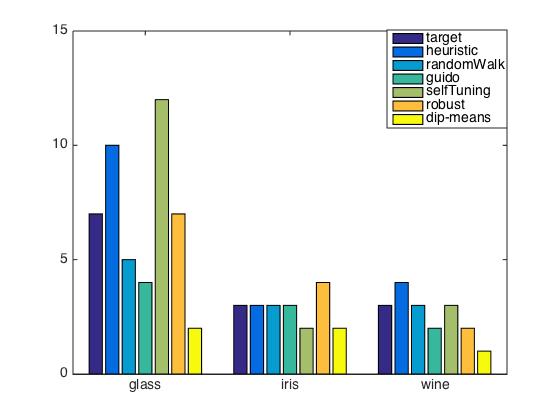 15
10
5
0
target
heuristic
randomWalk
guido
selfTuning
robust
dip-means
glass iris wine